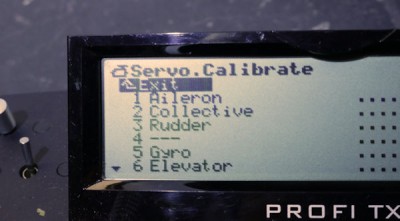 Servo.Calibrate
Exit
1 Aileron
2 Collective
3 Rudder
4 ---
5 Gyro
6 Elevator
PROFI TX